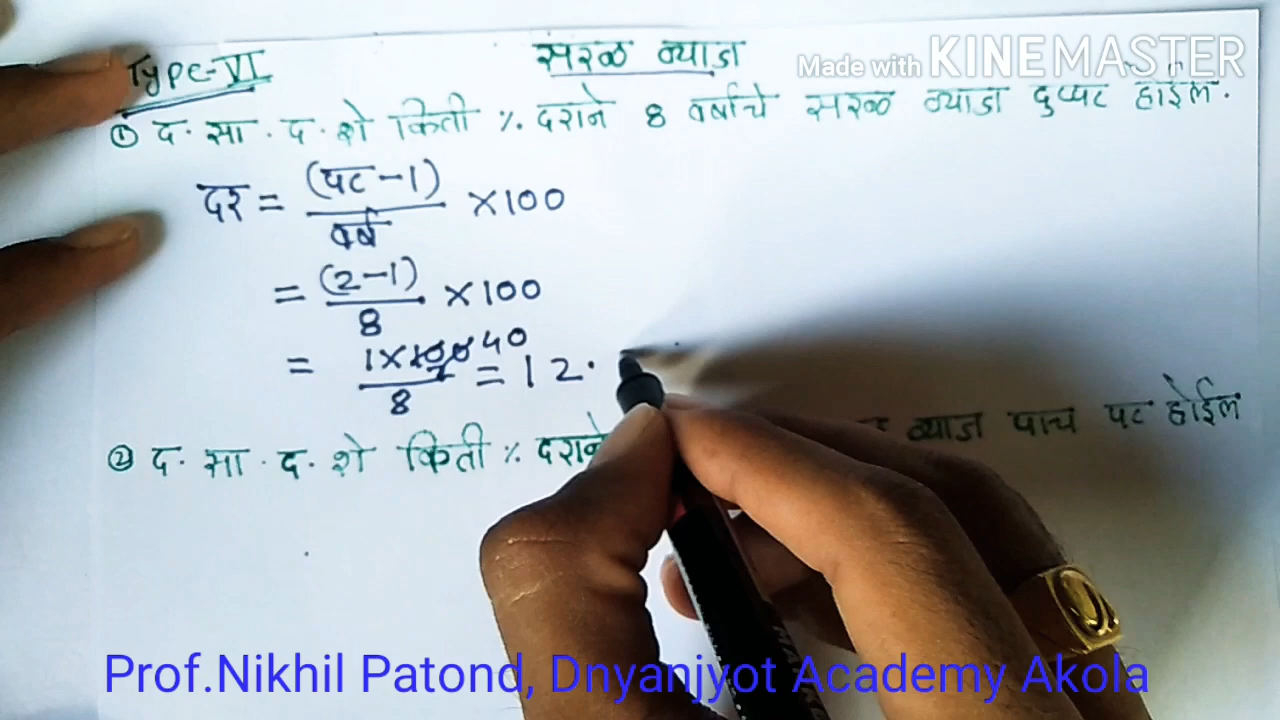 Type-VI सरळ व्याज
Made with KINEMASTER
① द. सा. द. शे किती %. दराने 8 वर्षाचे सरळ व्याज दुप्पट होईल.
दर = (पट - 1) / वर्ष × 100
= (2-1) / 8 × 100
= 1 × 100 40 / 8 = 12.
② द. सा. द. शे किती %. दराने व्याज पाच पट होईल
Prof.Nikhil Patond, Dnyanjyot Academy Akola